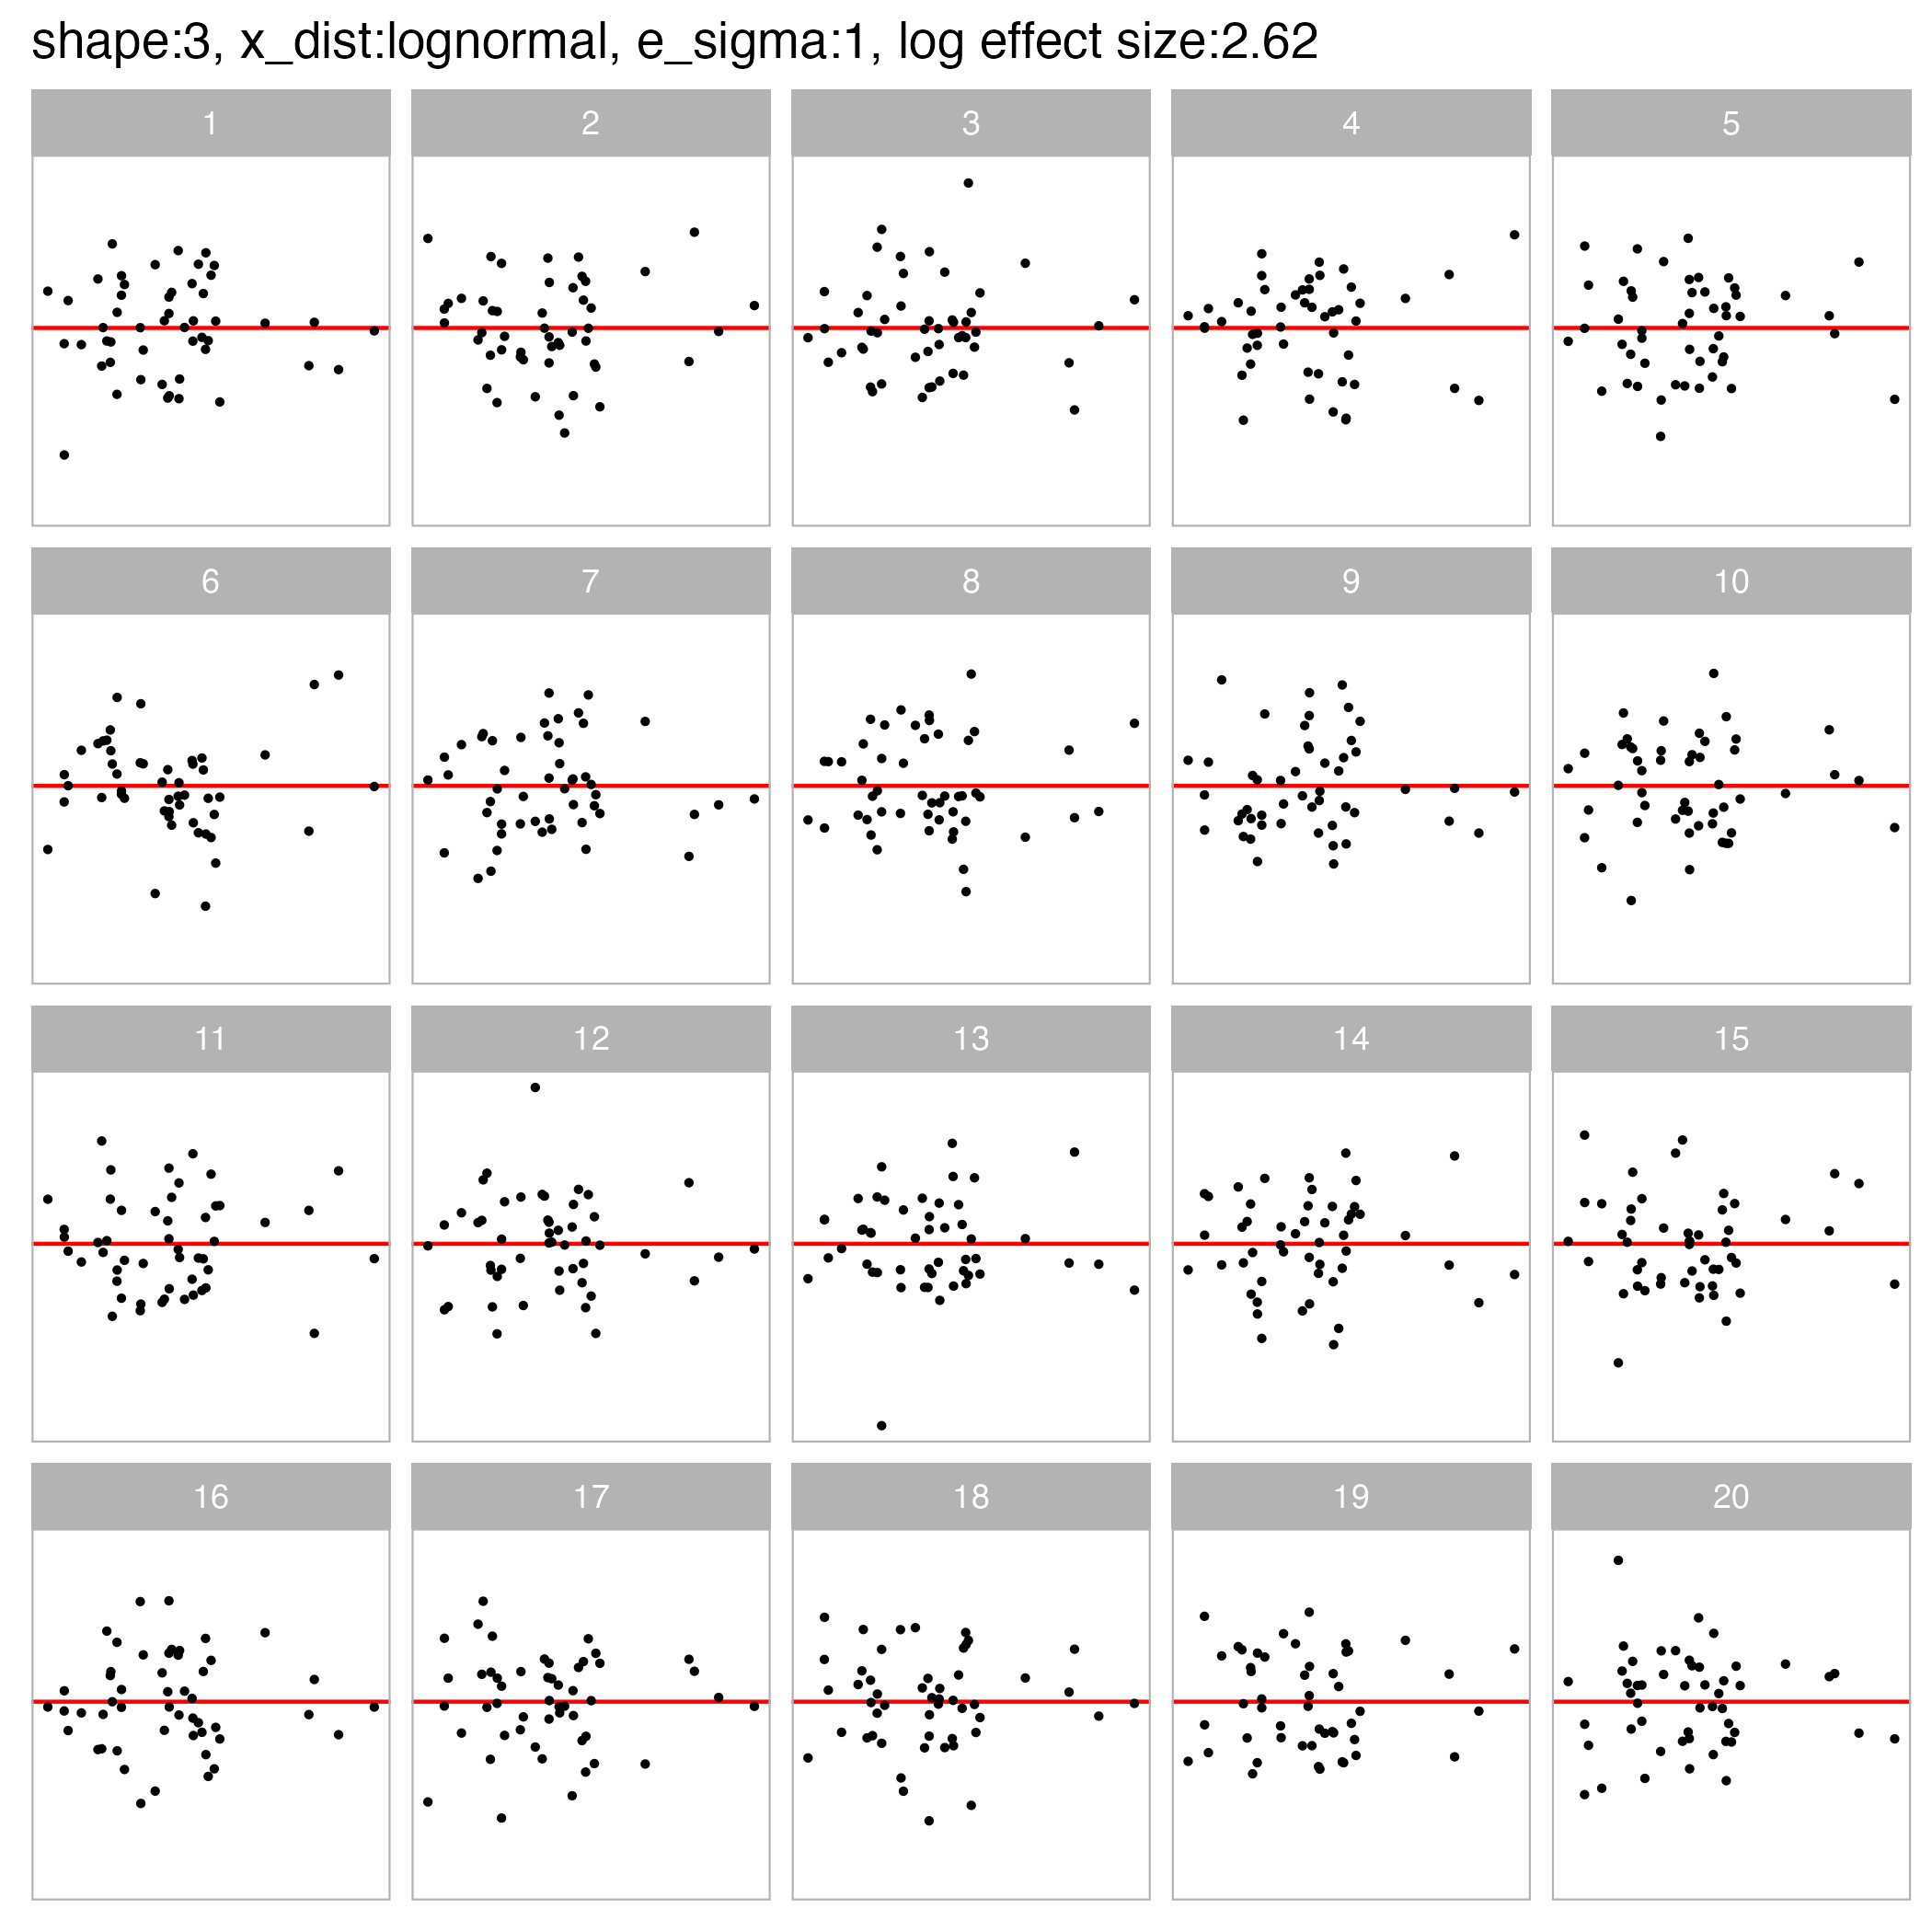 shape:3, x_dist:lognormal, e_sigma:1, log effect size:2.62
1 2 3 4 5
6 7 8 9 10
11 12 13 14 15
16 17 18 19 20